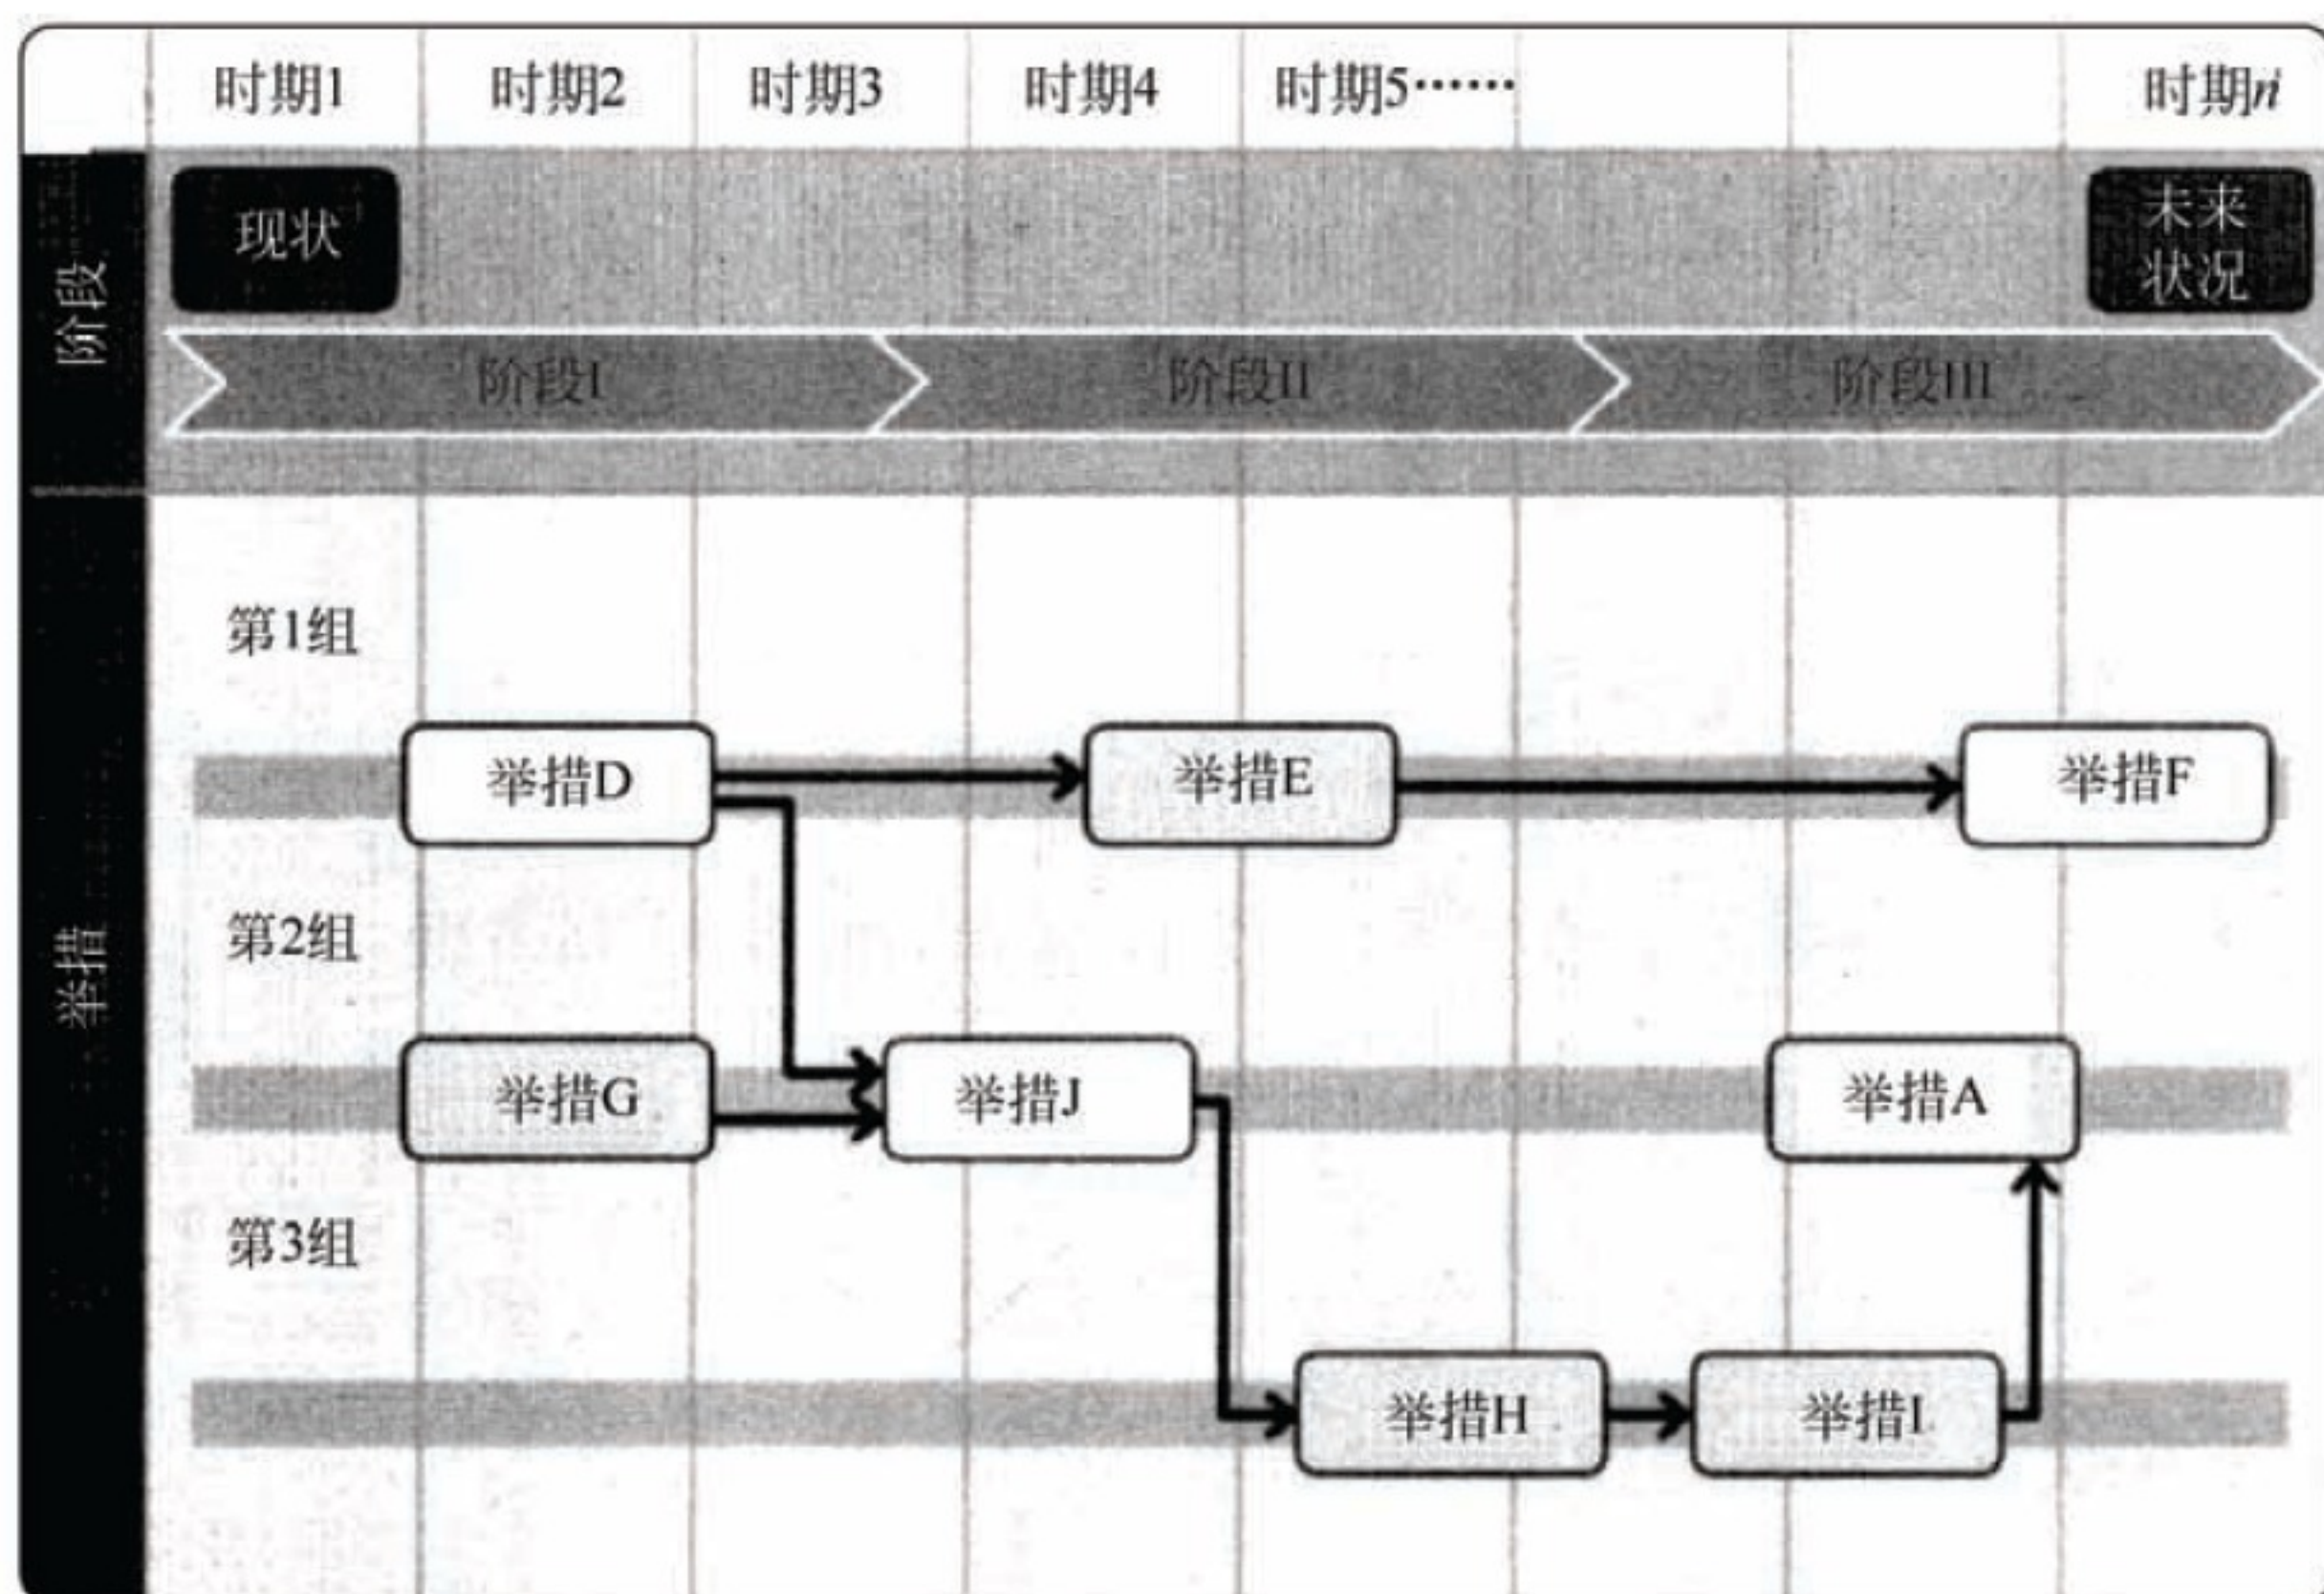 时期1 时期2 时期3 时期4 时期5…… 时期n
现状
未来
状况
阶段
阶段I 阶段II 阶段III
第1组
举措D 举措E 举措F
第2组
举措
举措G 举措J 举措A
第3组
举措H 举措I